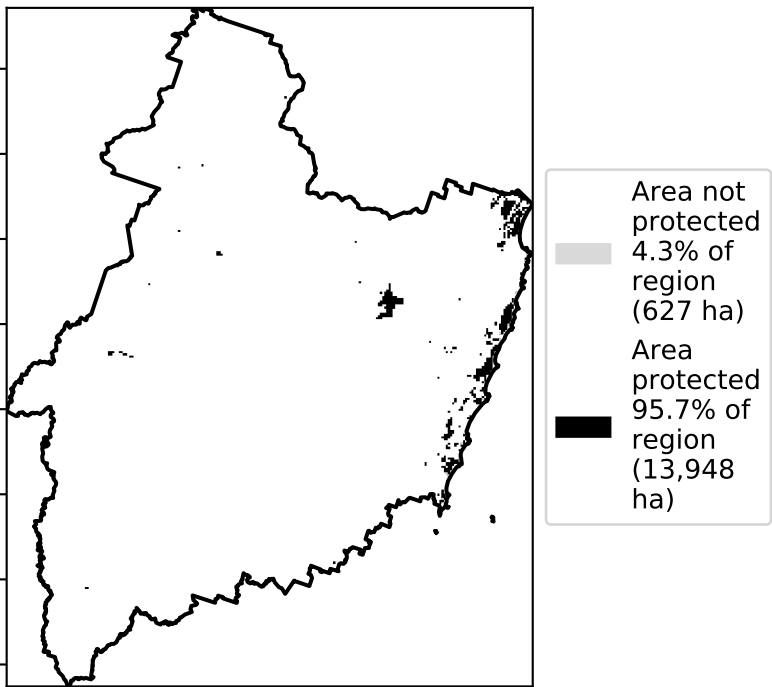 Area not
protected
4.3% of
region
(627 ha)
Area
protected
95.7% of
region
(13,948
ha)